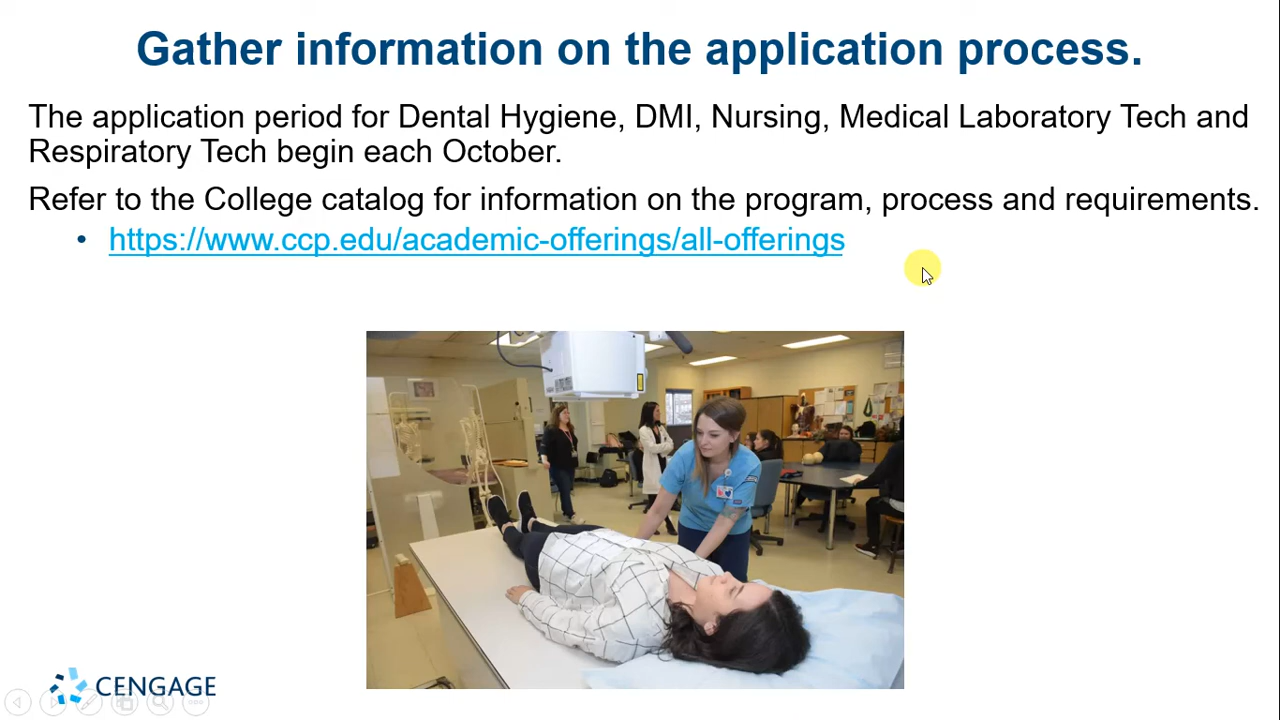 Gather information on the application process.
The application period for Dental Hygiene, DMI, Nursing, Medical Laboratory Tech and
Respiratory Tech begin each October.
Refer to the College catalog for information on the program, process and requirements.
• https://www.ccp.edu/academic-offerings/all-offerings
CENGAGE